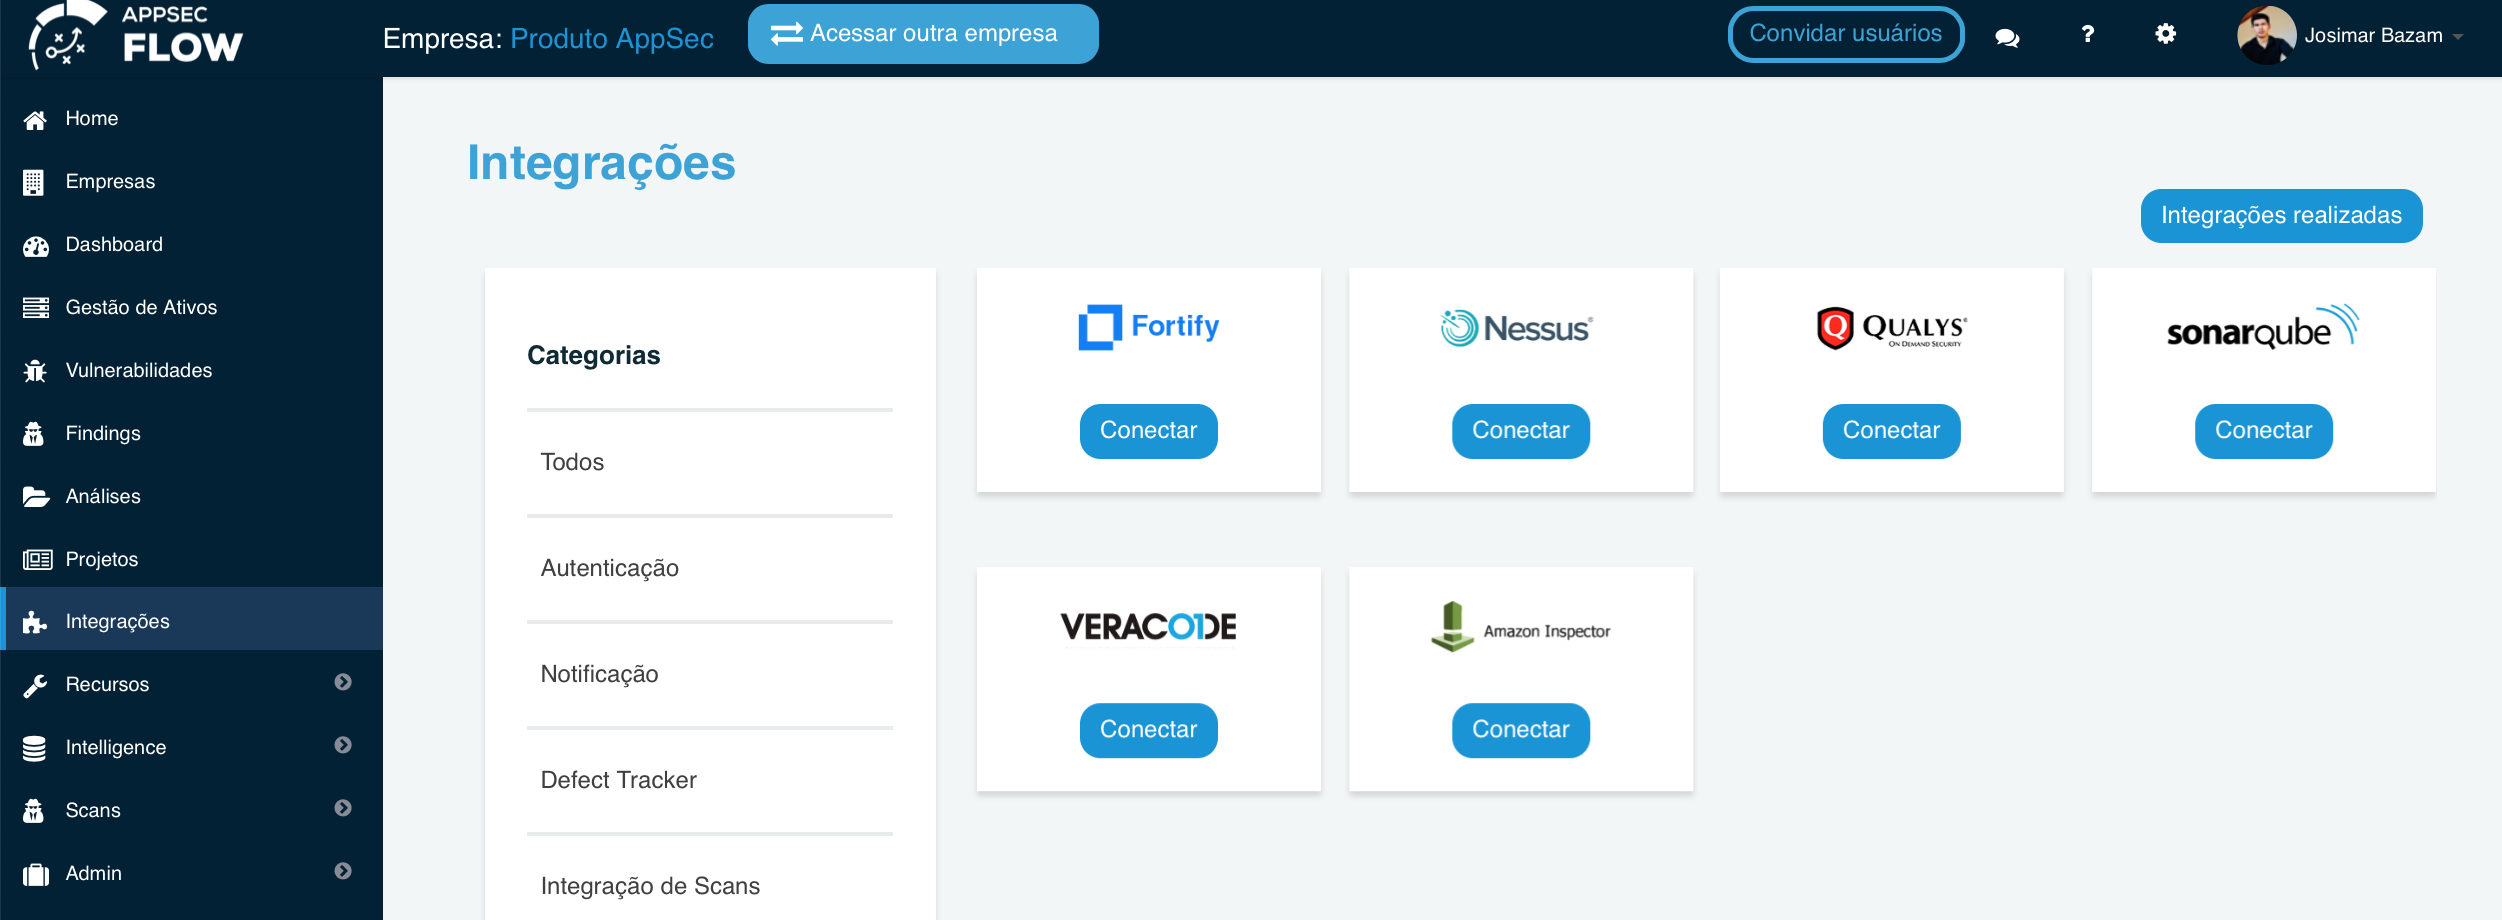 APPSEC
FLOW
Empresa: Produto AppSec
Acessar outra empresa
Convidar usuários
?
Josimar Bazam
Home
Empresas
Dashboard
Gestão de Ativos
Vulnerabilidades
Findings
Análises
Projetos
Integrações
Recursos
Intelligence
Scans
Admin
Integrações
Integrações realizadas
Categorias
Todos
Autenticação
Notificação
Defect Tracker
Integração de Scans
Fortify
Conectar
Nessus®
Conectar
QUALYS®
ON DEMAND SECURITY
Conectar
sonarqube
Conectar
VERACODE
Conectar
Amazon Inspector
Conectar